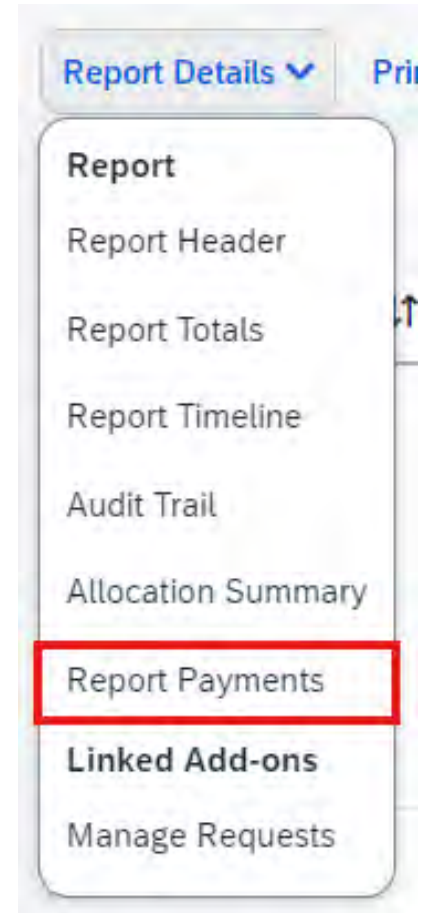 Report Details
Report
Report Header
Report Totals
Report Timeline
Audit Trail
Allocation Summary
Report Payments
Linked Add-ons
Manage Requests